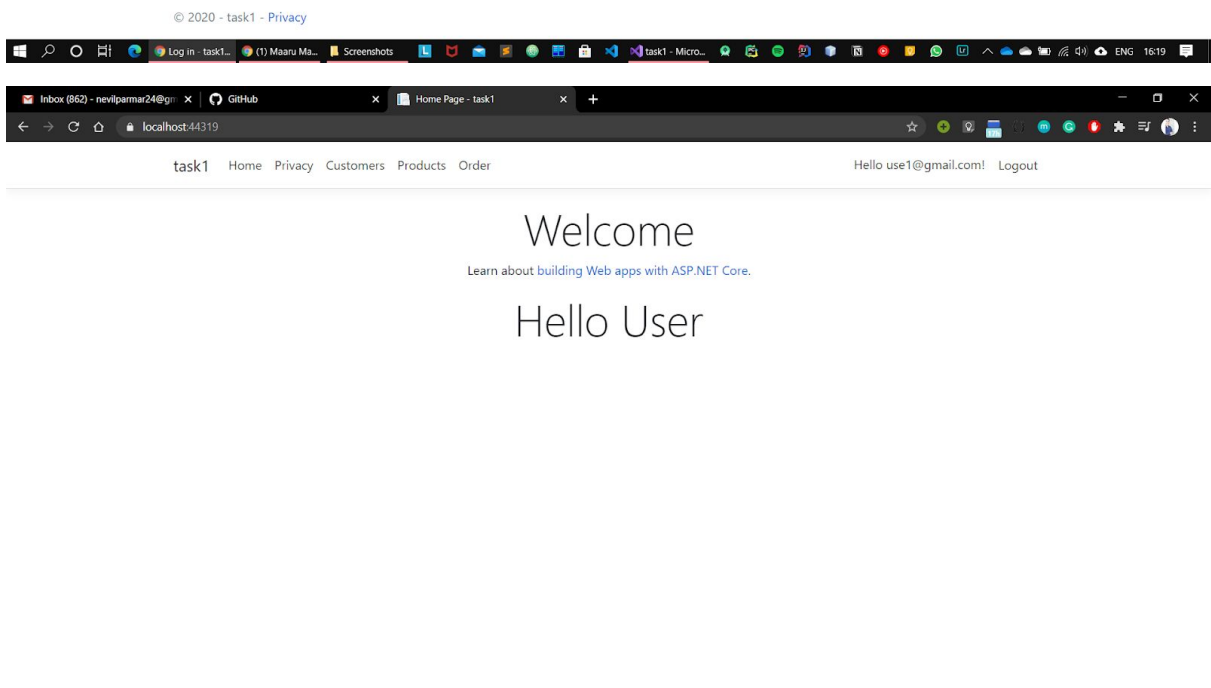 © 2020 - task1 - Privacy
Log in - task1... (1) Maaru Ma... Screenshots task1 - Micro... ENG 16:19
Inbox (862) - nevilparmar24@gm GitHub Home Page - task1
localhost:44319
task1 Home Privacy Customers Products Order Hello use1@gmail.com! Logout
Welcome
Learn about building Web apps with ASP.NET Core.
Hello User